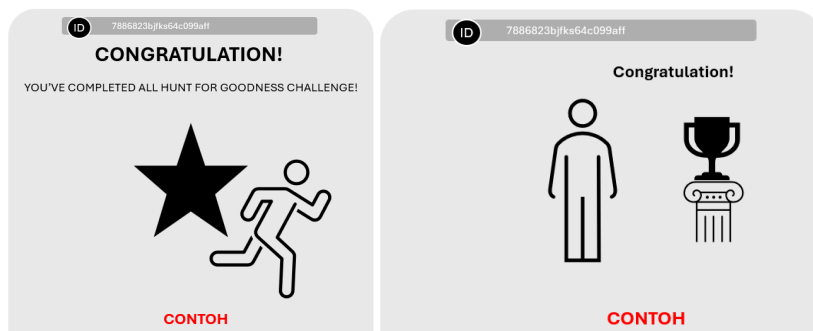 ID 7886823bjfks64c099aff
CONGRATULATION!
YOU'VE COMPLETED ALL HUNT FOR GOODNESS CHALLENGE!
CONTOH
ID 7886823bjfks64c099aff
Congratulation!
CONTOH